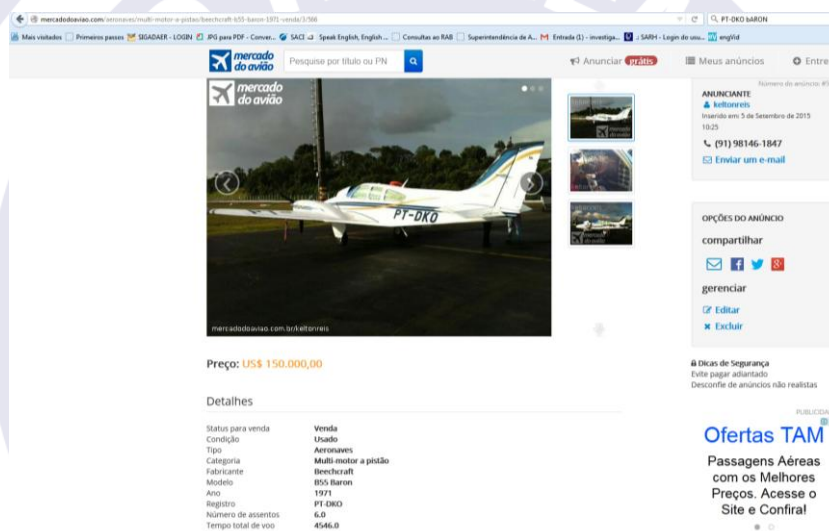 mercadodoaviao.com/aeronaves/multi-motor-a-pistao/beechcraft-b55-baron-1971-venda/3/566
PT-DKO bARON
Mais visitados Primeiros passos SIGADAER - LOGIN JPG para PDF - Conver... SACI Speak English, English ... Consultas ao RAB Superintendência de A... Entrada (1) - investiga... .: SARH - Login do usu... engVid
mercado do avião
Pesquise por título ou PN
Anunciar grátis
Meus anúncios
Entre
mercado
do avião
PT-DKO
mercadodoaviao.com.br/keltonreis
Número do anúncio:
ANUNCIANTE
keltonreis
Inserido em: 5 de Setembro de 2015
10:25
(91) 98146-1847
Enviar um e-mail
OPÇÕES DO ANÚNCIO
compartilhar
gerenciar
Editar
Excluir
Dicas de Segurança
Evite pagar adiantado
Desconfie de anúncios não realistas
Preço: US$ 150.000,00
Detalhes
Status para venda Venda
Condição Usado
Tipo Aeronaves
Categoria Multi-motor a pistão
Fabricante Beechcraft
Modelo B55 Baron
Ano 1971
Registro PT-DKO
Número de assentos 6.0
Tempo total de voo 4546.0
PUBLICIDA
Ofertas TAM
Passagens Aéreas
com os Melhores
Preços. Acesse o
Site e Confira!